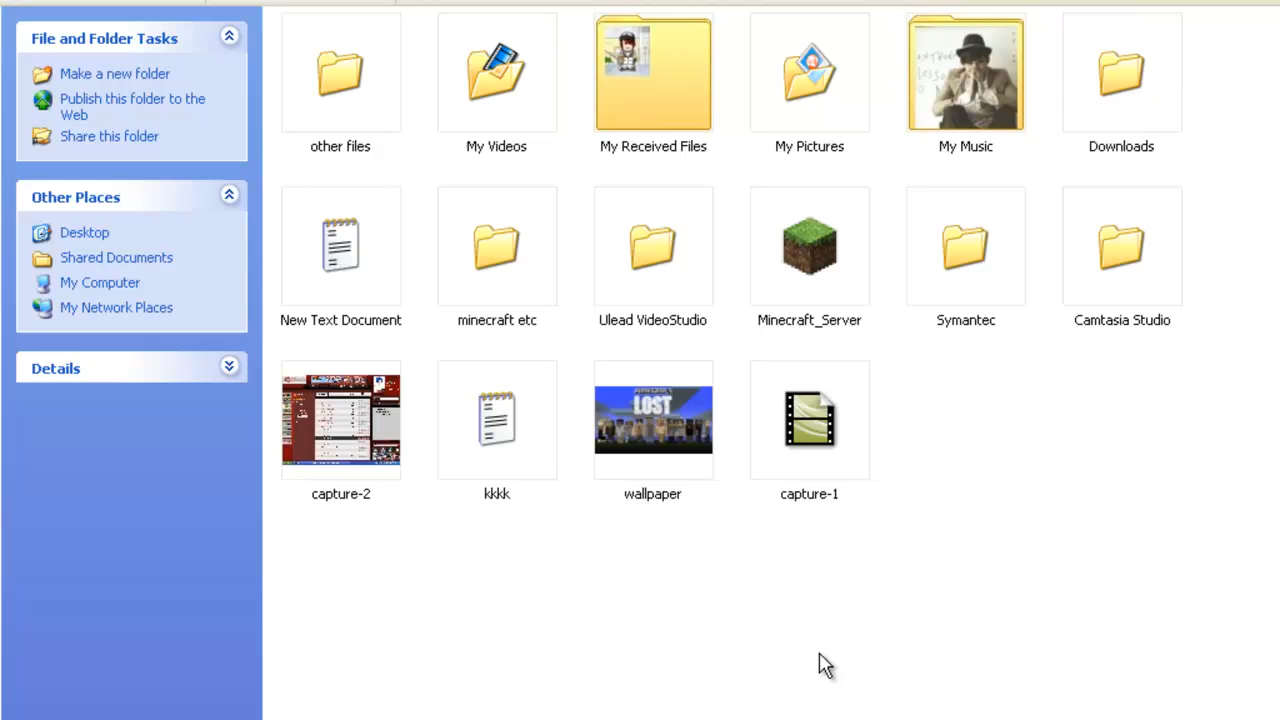 File and Folder Tasks
Make a new folder
Publish this folder to the
Web
Share this folder
Other Places
Desktop
Shared Documents
My Computer
My Network Places
Details
other files
My Videos
My Received Files
My Pictures
My Music
Downloads
New Text Document
minecraft etc
Ulead VideoStudio
Minecraft_Server
Symantec
Camtasia Studio
LOST
capture-2
kkkk
wallpaper
capture-1